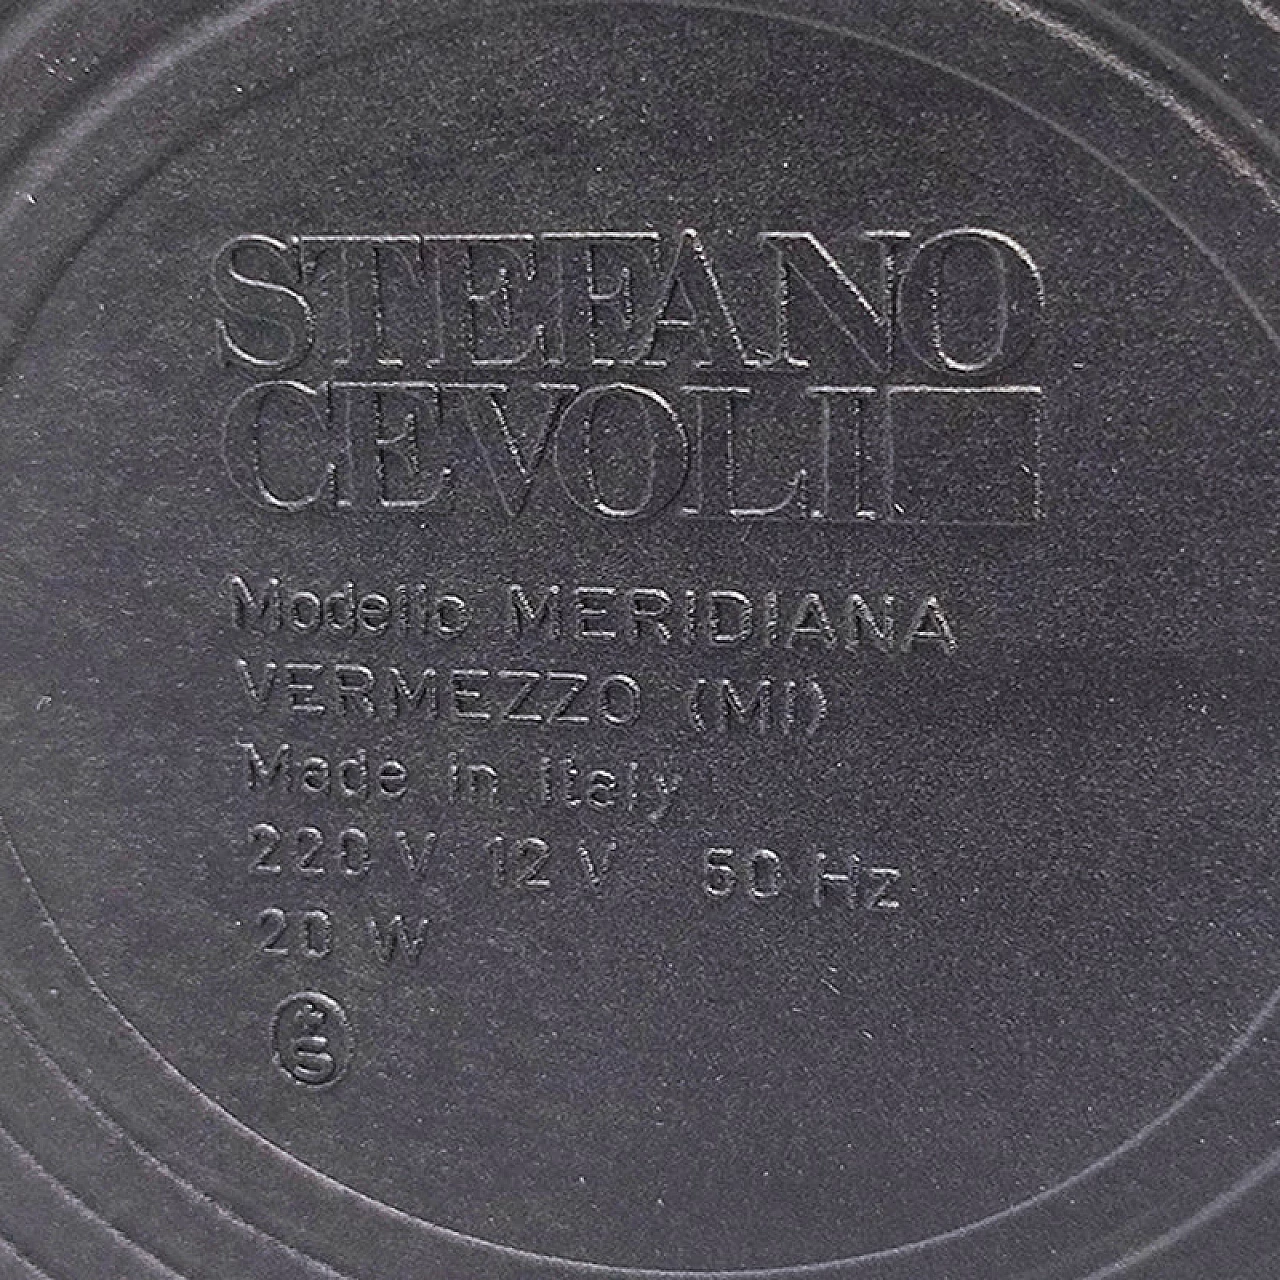 STEFANO
CEVOLI
Modello MERIDIANA
VERMEZZO (MI)
Made in italy
220 V 12 V 50 Hz
20 W